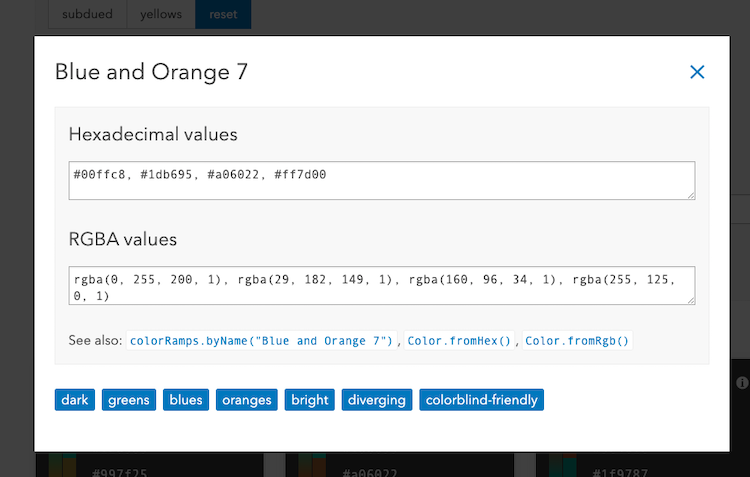 subdued yellows reset
Blue and Orange 7
Hexadecimal values
#00ffc8, #1db695, #a06022, #ff7d00
RGBA values
rgba(0, 255, 200, 1), rgba(29, 182, 149, 1), rgba(160, 96, 34, 1), rgba(255, 125,
0, 1)
See also: colorRamps.byName("Blue and Orange 7"), Color.fromHex(), Color.fromRgb()
dark greens blues oranges bright diverging colorblind-friendly
#997f25 #a06022 #1f9787